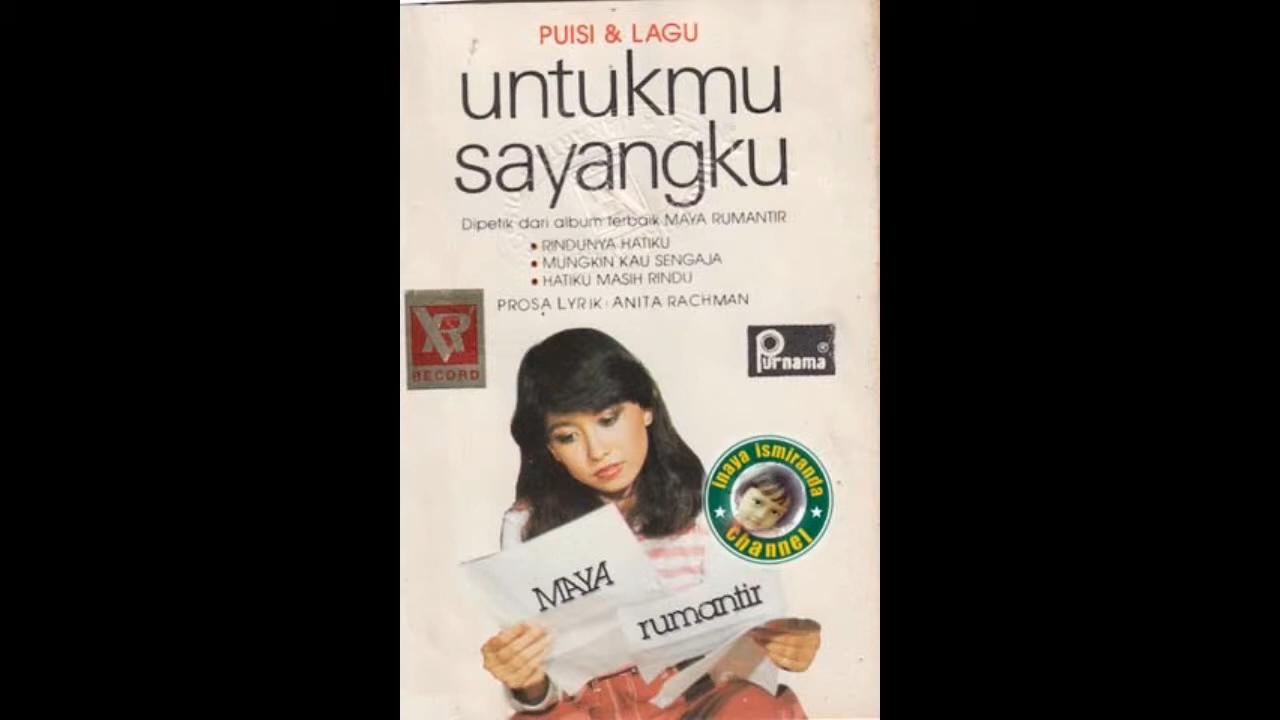 PUISI & LAGU
untukmu
sayangku
Dipetik dari album terbaik MAYA RUMANTIR
• RINDUNYA HATIKU
• MUNGKIN KAU SENGAJA
• HATIKU MASIH RINDU
PROSA LYRIK : ANITA RACHMAN
RECORD
Purnama ®
inaya ismiranda
channel
MAYA
rumantir